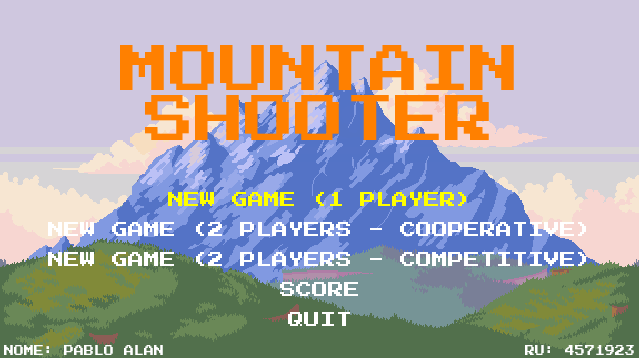 MOUNTAIN
SHOOTER
NEW GAME (1 PLAYER)
NEW GAME (2 PLAYERS - COOPERATIVE)
NEW GAME (2 PLAYERS - COMPETITIVE)
SCORE
QUIT
NOME: PABLO ALAN
RU: 4571923